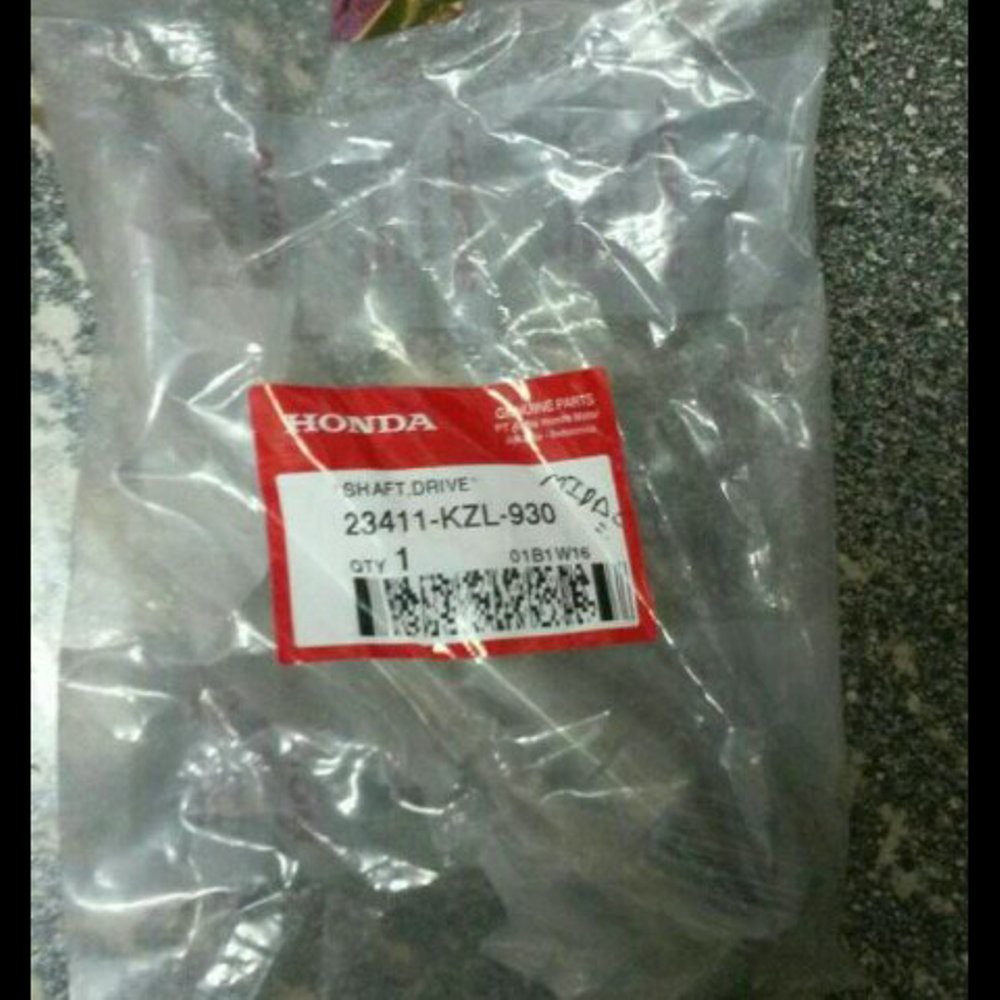 HONDA
GENUINE PARTS
SHAFT, DRIVE
23411-KZL-930
QTY 1
01B1W16